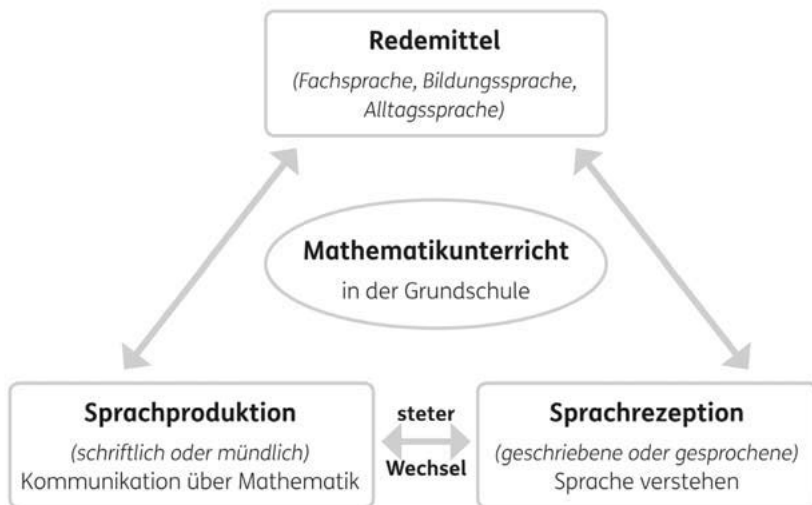 Redemittel
(Fachsprache, Bildungssprache,
Alltagssprache)
Mathematikunterricht
in der Grundschule
Sprachproduktion
(schriftlich oder mündlich)
Kommunikation über Mathematik
steter
Wechsel
Sprachrezeption
(geschriebene oder gesprochene)
Sprache verstehen